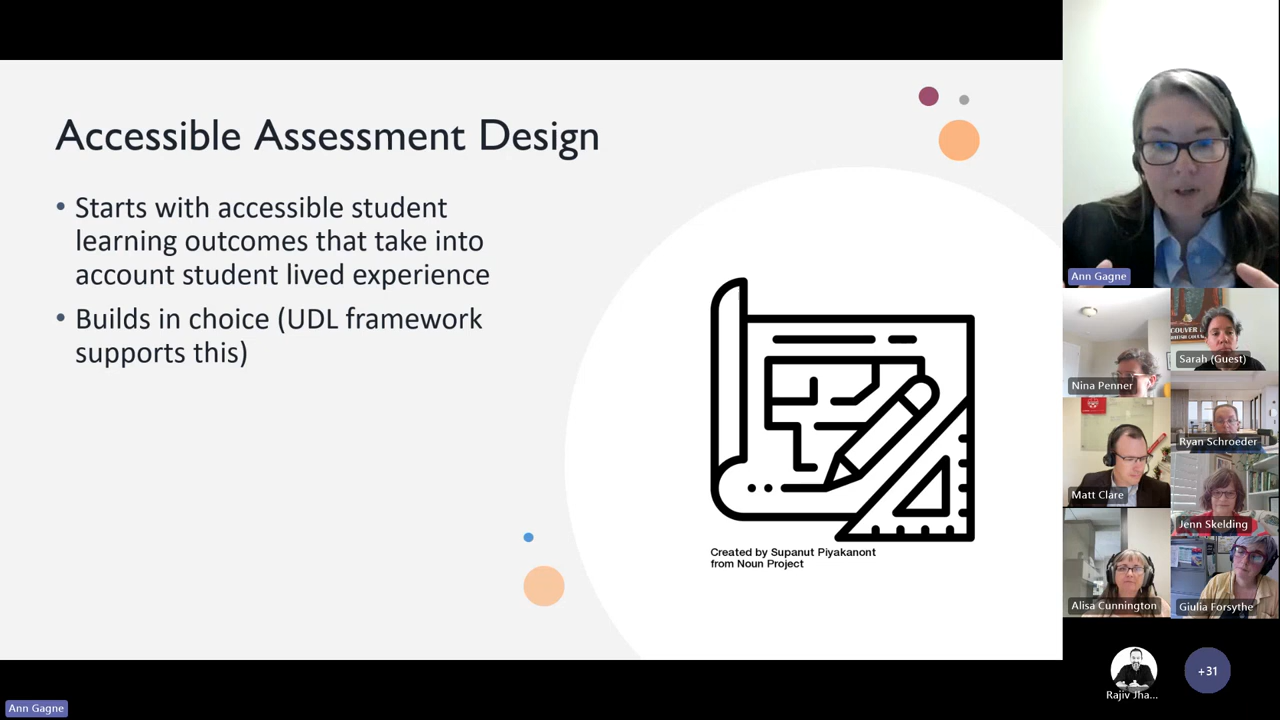 Accessible Assessment Design
• Starts with accessible student
learning outcomes that take into
account student lived experience
• Builds in choice (UDL framework
supports this)
Created by Supanut Piyakanont
from Noun Project
Ann Gagne
Nina Penner
Sarah (Guest)
Matt Clare
Ryan Schroeder
Jenn Skelding
Alisa Cunnington
Giulia Forsythe
Rajiv Jha...
+31
Ann Gagne